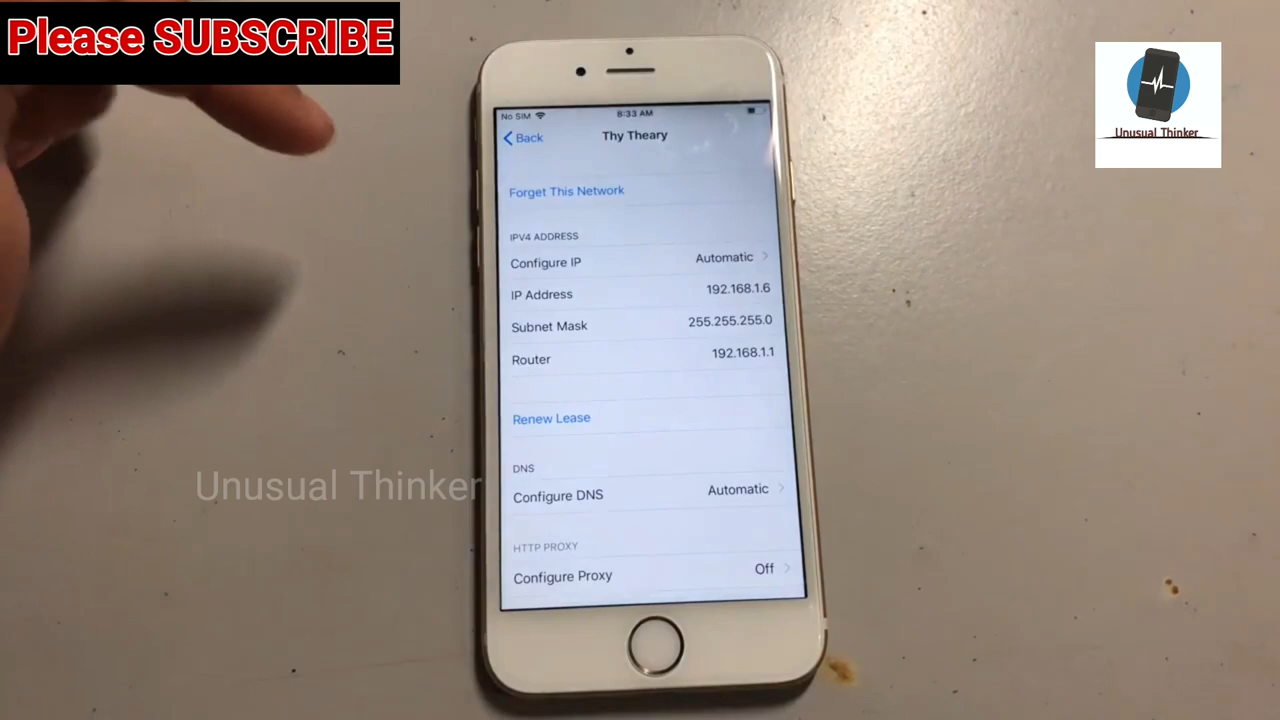 Please SUBSCRIBE
Unusual Thinker
No SIM 8:33 AM
Back Thy Theary
Forget This Network
IPV4 ADDRESS
Configure IP Automatic
IP Address 192.168.1.6
Subnet Mask 255.255.255.0
Router 192.168.1.1
Renew Lease
DNS
Unusual Thinker
Configure DNS Automatic
HTTP PROXY
Configure Proxy Off